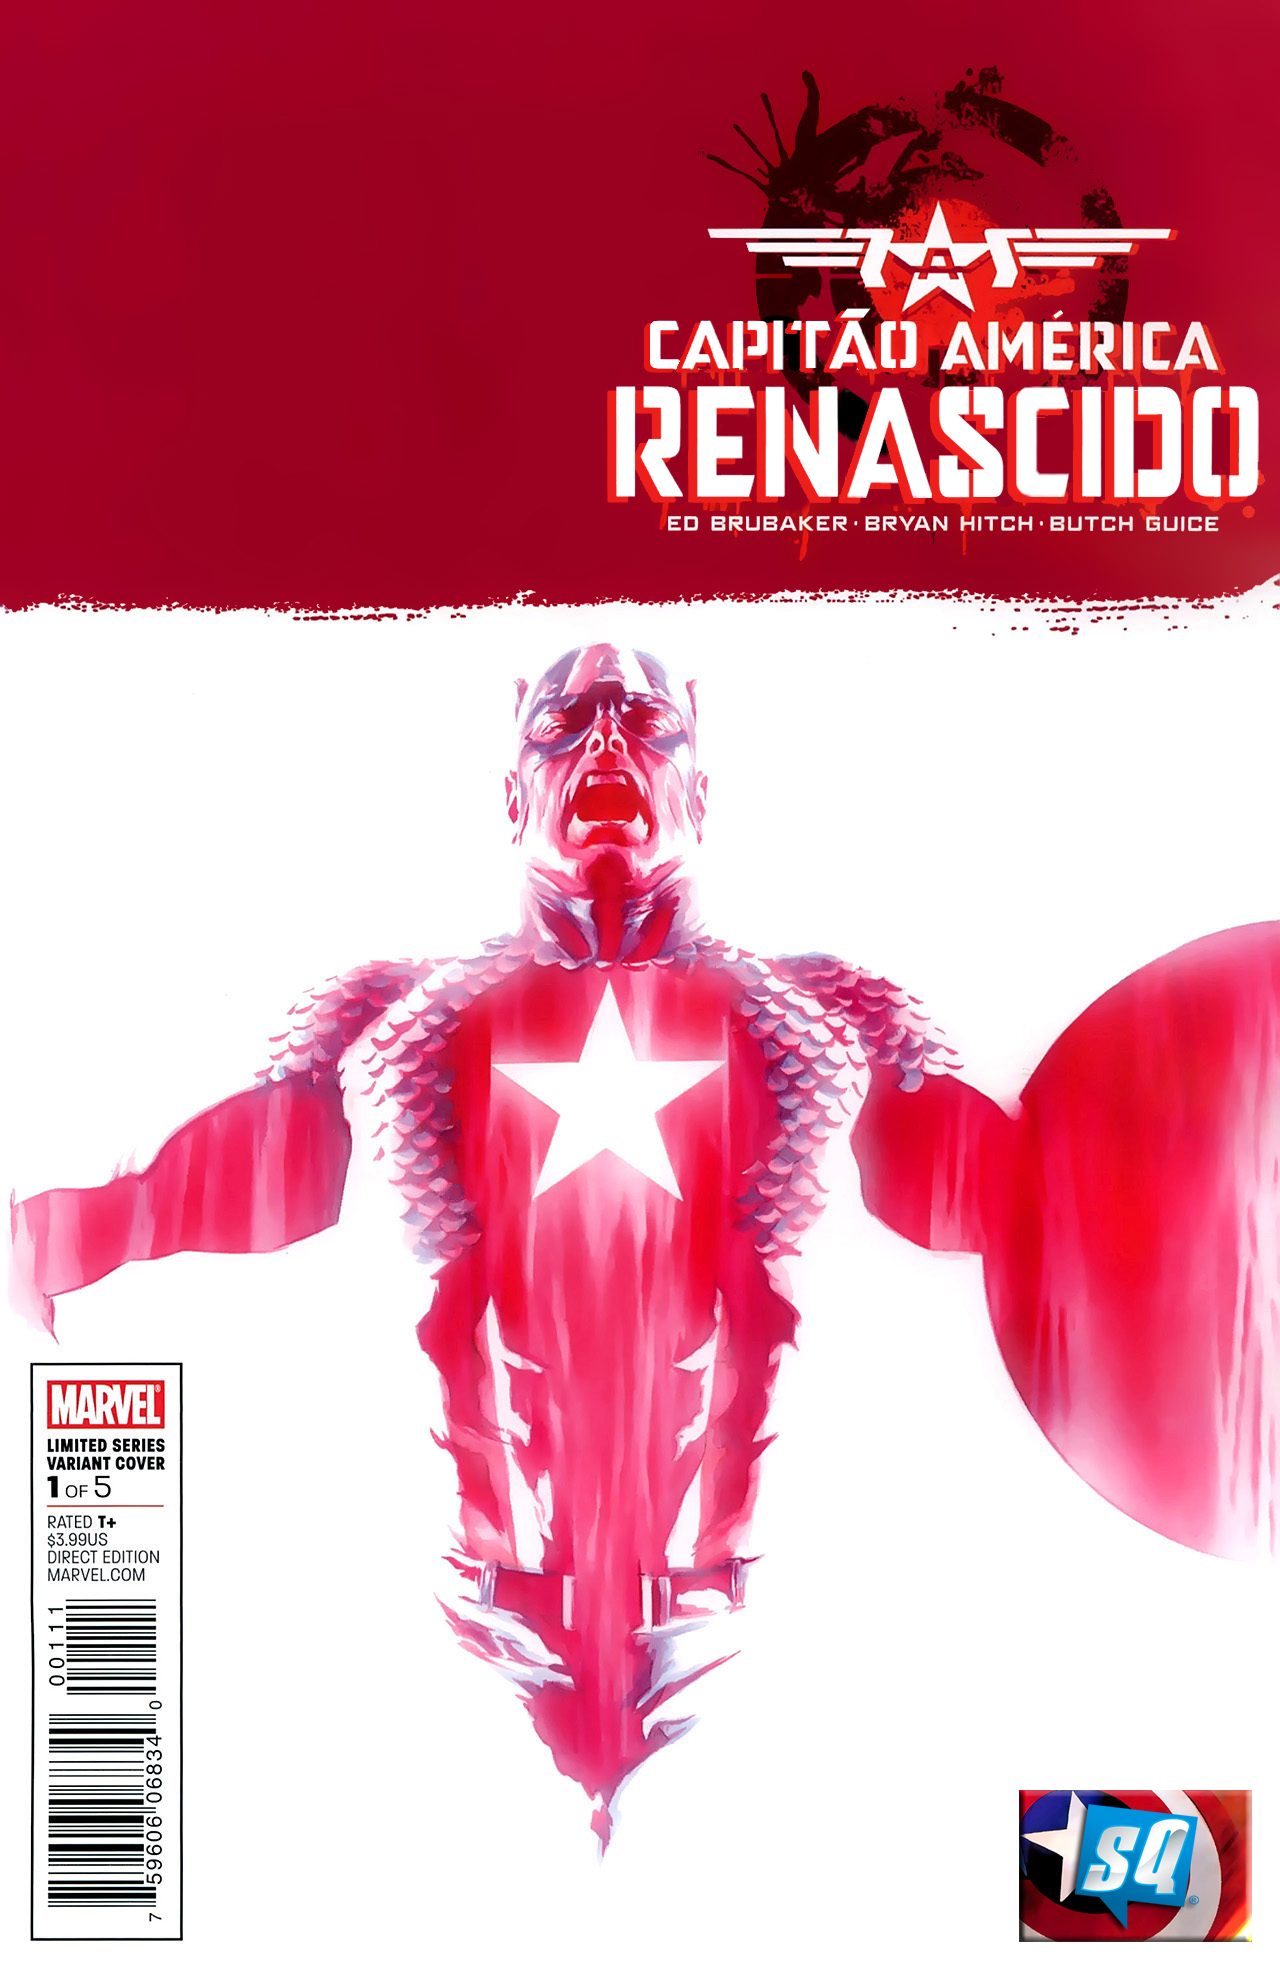 A
CAPITÃO AMÉRICA
RENASCIDO
ED BRUBAKER · BRYAN HITCH · BUTCH GUICE
MARVEL®
LIMITED SERIES
VARIANT COVER
1 OF 5
RATED T+
$3.99US
DIRECT EDITION
MARVEL.COM
00111
7 59606 06834 0
SQ®